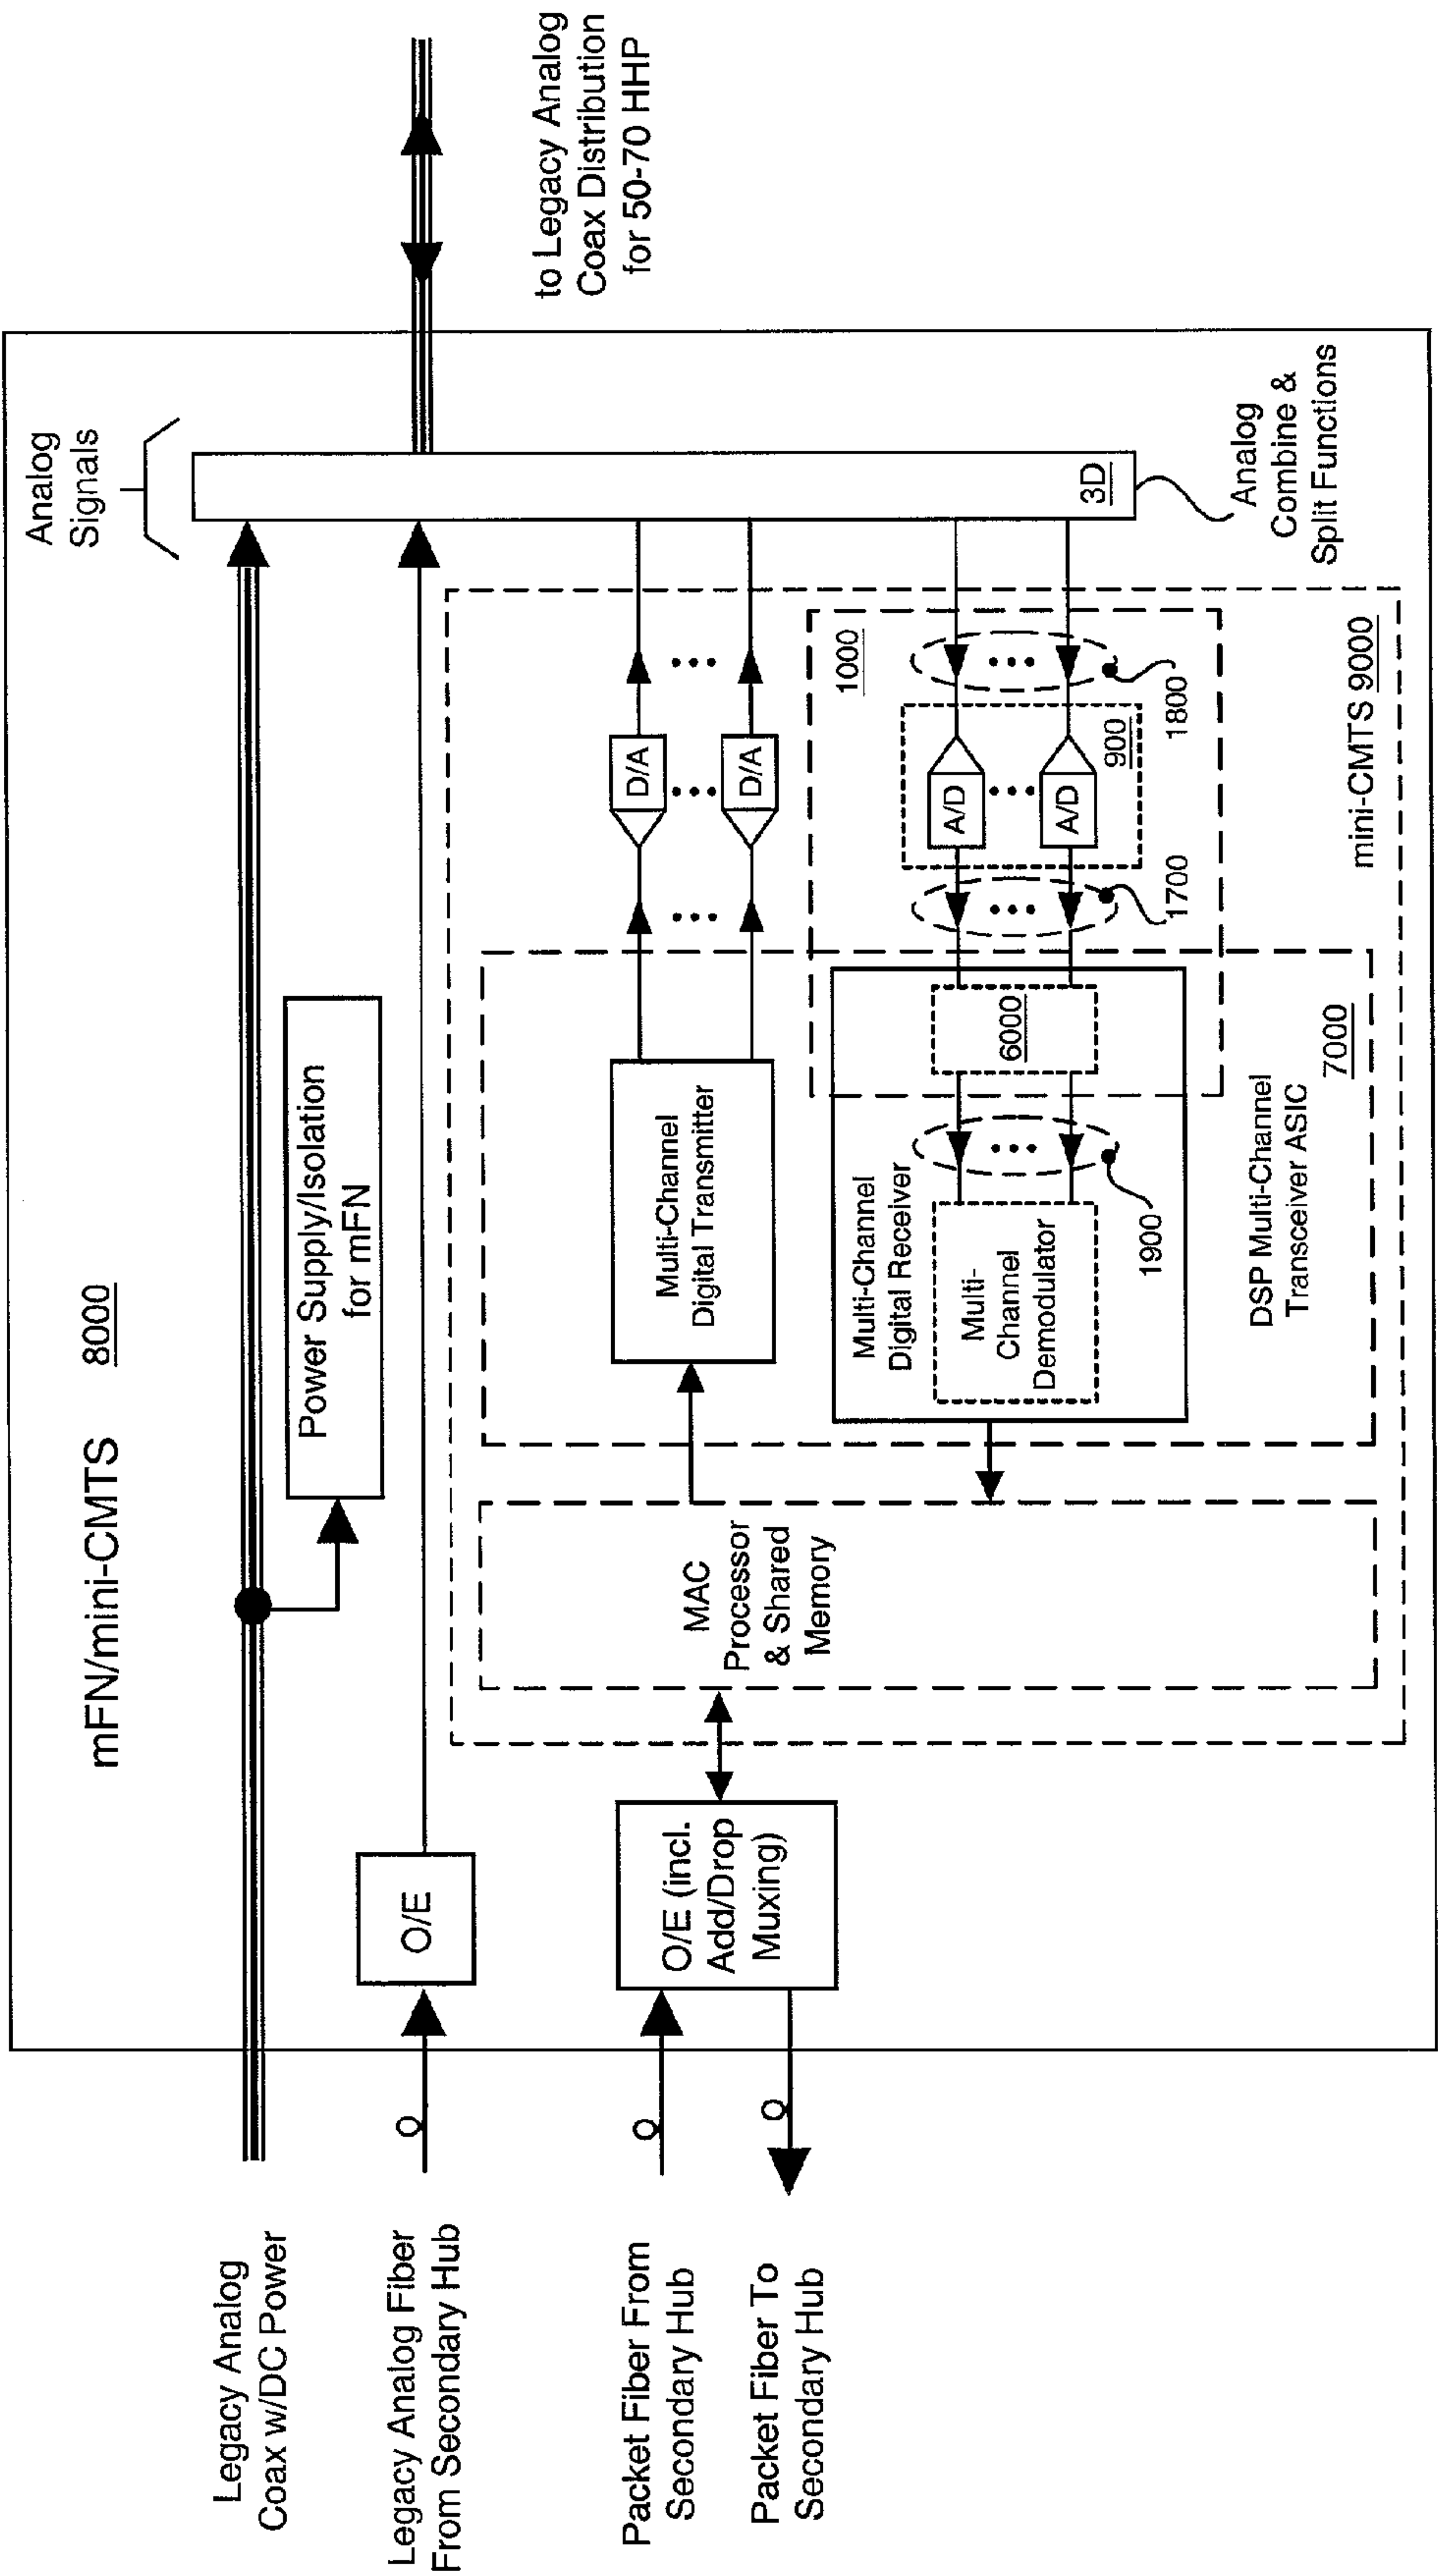 mFN/mini-CMTS 8000
Analog
Signals
Legacy Analog
Coax w/DC Power
Power Supply/Isolation
for mFN
Legacy Analog Fiber
From Secondary Hub
O/E
to Legacy Analog
Coax Distribution
for 50-70 HHP
Packet Fiber From
Secondary Hub
Packet Fiber To
Secondary Hub
O/E (incl.
Add/Drop
Muxing)
MAC
Processor
& Shared
Memory
Multi-Channel
Digital Transmitter
D/A
D/A
Multi-Channel
Digital Receiver
Multi-
Channel
Demodulator
1900
6000
1000
1700
A/D
A/D
900
1800
DSP Multi-Channel
Transceiver ASIC
7000
mini-CMTS 9000
3D
Analog
Combine &
Split Functions